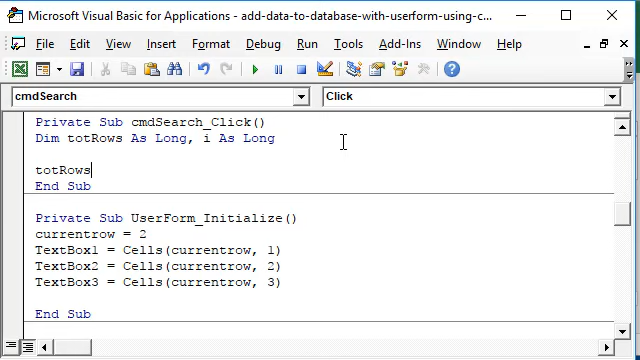 Microsoft Visual Basic for Applications - add-data-to-database-with-userform-using-c...
File Edit View Insert Format Debug Run Tools Add-Ins Window Help
cmdSearch Click
Private Sub cmdSearch_Click()
Dim totRows As Long, i As Long
totRows
End Sub
Private Sub UserForm_Initialize()
currentrow = 2
TextBox1 = Cells(currentrow, 1)
TextBox2 = Cells(currentrow, 2)
TextBox3 = Cells(currentrow, 3)
End Sub